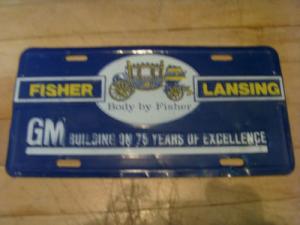 FISHER LANSING
Body by Fisher
GM BUILDING ON 75 YEARS OF EXCELLENCE